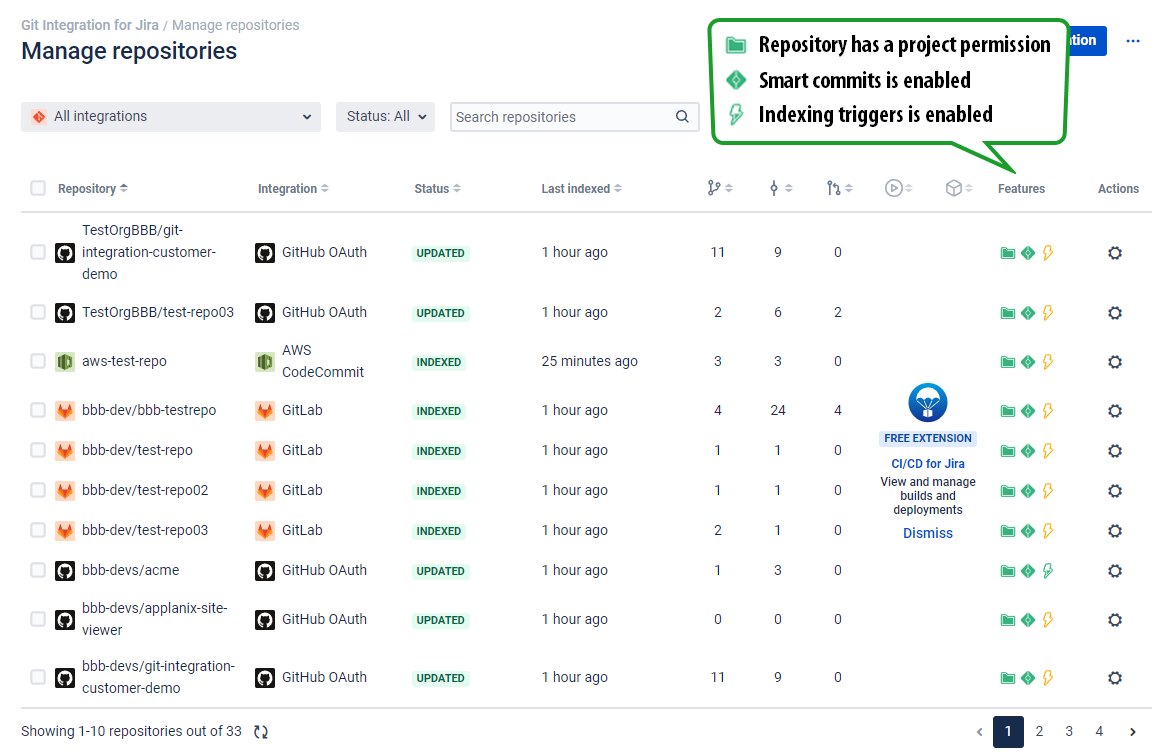 Git Integration for Jira / Manage repositories
Manage repositories
tion
Repository has a project permission
Smart commits is enabled
Indexing triggers is enabled
All integrations
Status: All
Search repositories
Repository Integration Status Last indexed Features Actions
TestOrgBBB/git-
integration-customer-
demo
GitHub OAuth UPDATED 1 hour ago 11 9 0
TestOrgBBB/test-repo03 GitHub OAuth UPDATED 1 hour ago 2 6 2
aws-test-repo
AWS
CodeCommit
INDEXED 25 minutes ago 3 3 0
bbb-dev/bbb-testrepo GitLab INDEXED 1 hour ago 4 24 4
bbb-dev/test-repo GitLab INDEXED 1 hour ago 1 1 0
bbb-dev/test-repo02 GitLab INDEXED 1 hour ago 1 1 0
bbb-dev/test-repo03 GitLab INDEXED 1 hour ago 2 1 0
FREE EXTENSION
CI/CD for Jira
View and manage
builds and
deployments
Dismiss
bbb-devs/acme GitHub OAuth UPDATED 1 hour ago 1 3 0
bbb-devs/applanix-site-
viewer
GitHub OAuth UPDATED 1 hour ago 0 0 0
bbb-devs/git-integration-
customer-demo
GitHub OAuth UPDATED 1 hour ago 11 9 0
Showing 1-10 repositories out of 33
1 2 3 4